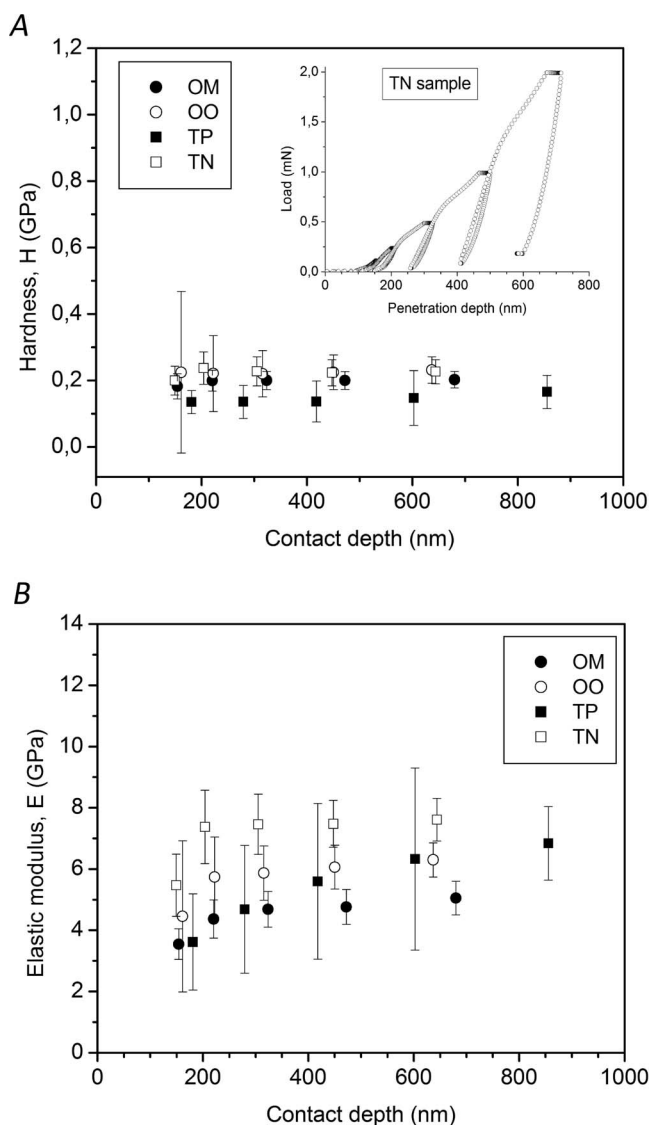 A
1,2
1,0
0,8
0,6
0,4
0,2
0,0
Hardness, H (GPa)
OM
OO
TP
TN
TN sample
2,0
1,5
1,0
0,5
0,0
Load (mN)
0 200 400 600 800
Penetration depth (nm)
0 200 400 600 800 1000
Contact depth (nm)
B
14
12
10
8
6
4
2
0
Elastic modulus, E (GPa)
OM
OO
TP
TN
0 200 400 600 800 1000
Contact depth (nm)